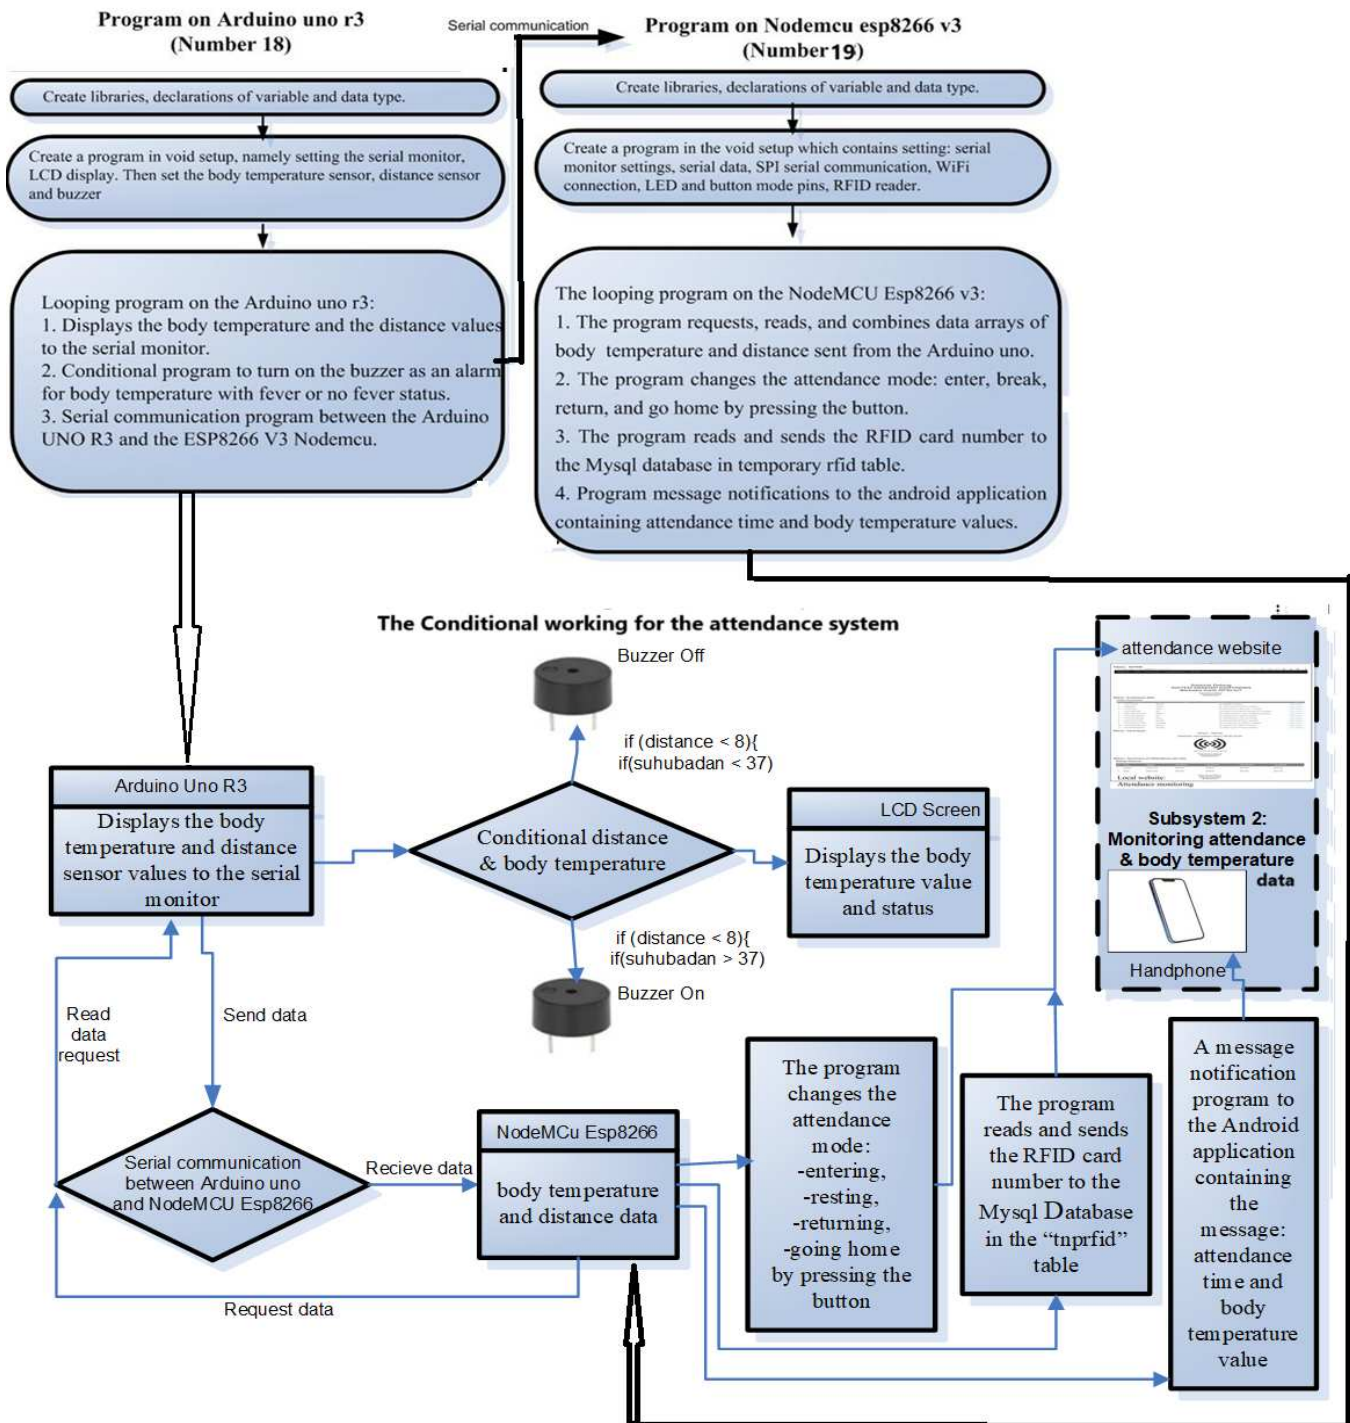 Program on Arduino uno r3
(Number 18)
Serial communication
Program on Nodemcu esp8266 v3
(Number19)
Create libraries, declarations of variable and data type.
Create a program in void setup, namely setting the serial monitor,
LCD display. Then set the body temperature sensor, distance sensor
and buzzer
Looping program on the Arduino uno r3:
1. Displays the body temperature and the distance values
to the serial monitor.
2. Conditional program to turn on the buzzer as an alarm
for body temperature with fever or no fever status.
3. Serial communication program between the Arduino
UNO R3 and the ESP8266 V3 Nodemcu.
Create libraries, declarations of variable and data type.
Create a program in the void setup which contains setting: serial
monitor settings, serial data, SPI serial communication, WiFi
connection, LED and button mode pins, RFID reader.
The looping program on the NodeMCU Esp8266 v3:
1. The program requests, reads, and combines data arrays of
body temperature and distance sent from the Arduino uno.
2. The program changes the attendance mode: enter, break,
return, and go home by pressing the button.
3. The program reads and sends the RFID card number to
the Mysql database in temporary rfid table.
4. Program message notifications to the android application
containing attendance time and body temperature values.
The Conditional working for the attendance system
Buzzer Off
if (distance < 8){
if(suhubadan < 37)
Arduino Uno R3
Displays the body
temperature and distance
sensor values to the serial
monitor
Conditional distance
& body temperature
LCD Screen
Displays the body
temperature value
and status
if (distance < 8){
if(suhubadan > 37)
Buzzer On
attendance website
Local website:
Attendance monitoring
Subsystem 2:
Monitoring attendance
& body temperature
data
Handphone
Read
data
request
Send data
Serial communication
between Arduino uno
and NodeMCU Esp8266
Recieve data
NodeMCu Esp8266
body temperature
and distance data
Request data
The program
changes the
attendance
mode:
-entering,
-resting,
-returning,
-going home
by pressing the
button
The program
reads and sends
the RFID card
number to the
Mysql Database
in the “tnprfid”
table
A message
notification
program to
the Android
application
containing
the
message:
attendance
time and
body
temperature
value